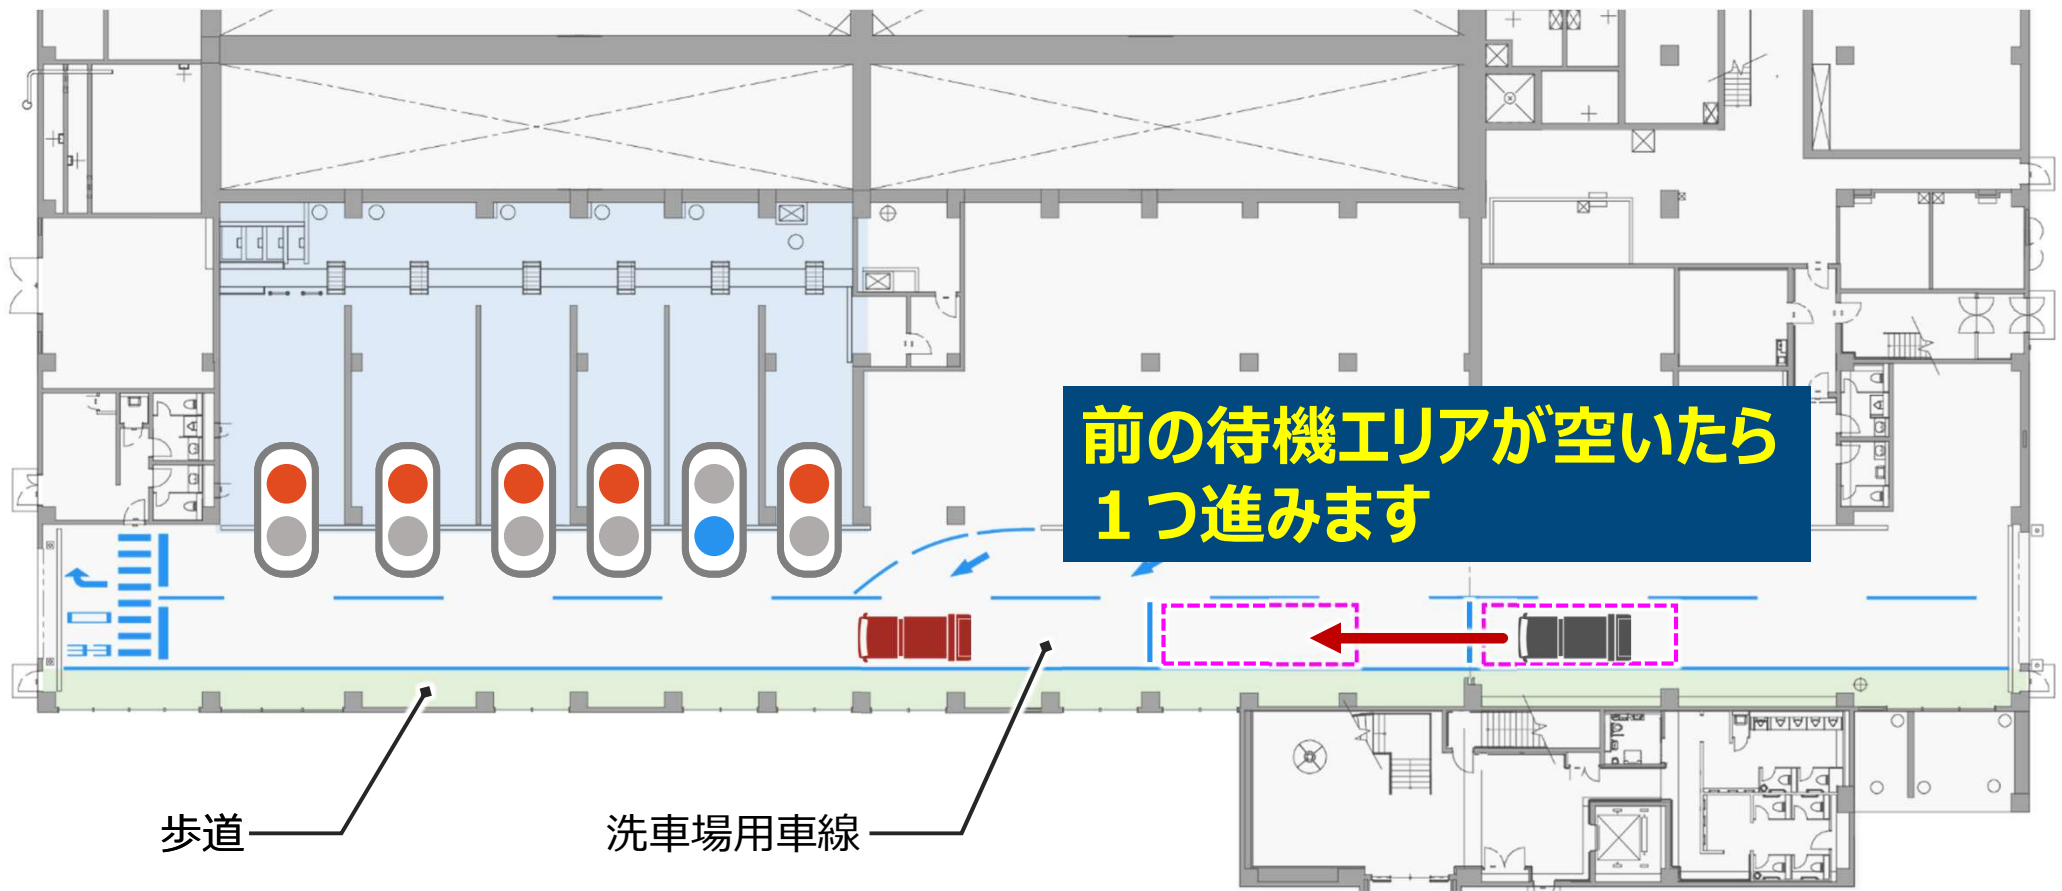 前の待機エリアが空いたら
1つ進みます
歩道
洗車場用車線